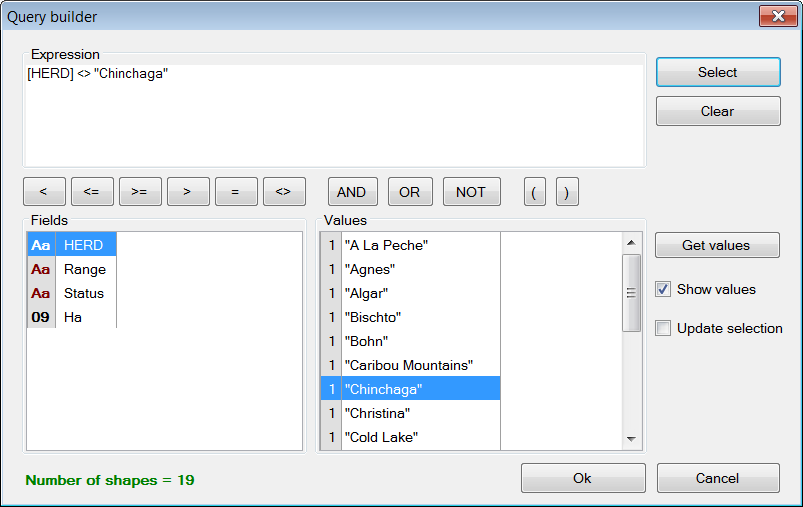 Query builder
Expression
[HERD] <> "Chinchaga"
Select
Clear
< <= >= > = <> AND OR NOT ( )
Fields
Aa HERD
Aa Range
Aa Status
09 Ha
Values
1 "A La Peche"
1 "Agnes"
1 "Algar"
1 "Bischto"
1 "Bohn"
1 "Caribou Mountains"
1 "Chinchaga"
1 "Christina"
1 "Cold Lake"
Get values
Show values
Update selection
Number of shapes = 19
Ok
Cancel